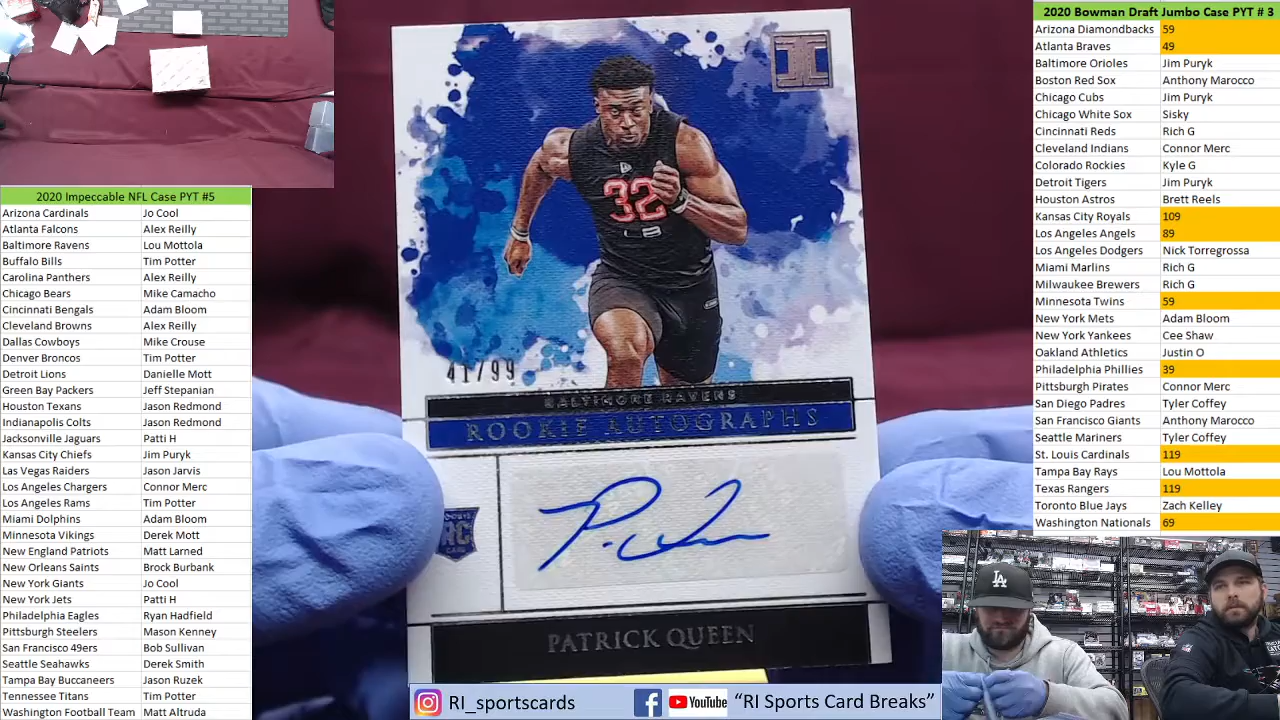 2020 Impeccable NFL Case PYT #5
Arizona Cardinals Jo Cool
Atlanta Falcons Alex Reilly
Baltimore Ravens Lou Mottola
Buffalo Bills Tim Potter
Carolina Panthers Alex Reilly
Chicago Bears Mike Camacho
Cincinnati Bengals Adam Bloom
Cleveland Browns Alex Reilly
Dallas Cowboys Mike Crouse
Denver Broncos Tim Potter
Detroit Lions Danielle Mott
Green Bay Packers Jeff Stepanian
Houston Texans Jason Redmond
Indianapolis Colts Jason Redmond
Jacksonville Jaguars Patti H
Kansas City Chiefs Jim Puryk
Las Vegas Raiders Jason Jarvis
Los Angeles Chargers Connor Merc
Los Angeles Rams Tim Potter
Miami Dolphins Adam Bloom
Minnesota Vikings Derek Mott
New England Patriots Matt Larned
New Orleans Saints Brock Burbank
New York Giants Jo Cool
New York Jets Patti H
Philadelphia Eagles Ryan Hadfield
Pittsburgh Steelers Mason Kenney
San Francisco 49ers Bob Sullivan
Seattle Seahawks Derek Smith
Tampa Bay Buccaneers Jason Ruzek
Tennessee Titans Tim Potter
Washington Football Team Matt Altruda
32
LB
41/99
BALTIMORE RAVENS
ROOKIE AUTOGRAPHS
RC
PATRICK QUEEN
RI_sportscards
YouTube
"RI Sports Card Breaks"
2020 Bowman Draft Jumbo Case PYT # 3
Arizona Diamondbacks 59
Atlanta Braves 49
Baltimore Orioles Jim Puryk
Boston Red Sox Anthony Marocco
Chicago Cubs Jim Puryk
Chicago White Sox Sisky
Cincinnati Reds Rich G
Cleveland Indians Connor Merc
Colorado Rockies Kyle G
Detroit Tigers Jim Puryk
Houston Astros Brett Reels
Kansas City Royals 109
Los Angeles Angels 89
Los Angeles Dodgers Nick Torregrossa
Miami Marlins Rich G
Milwaukee Brewers Rich G
Minnesota Twins 59
New York Mets Adam Bloom
New York Yankees Cee Shaw
Oakland Athletics Justin O
Philadelphia Phillies 39
Pittsburgh Pirates Connor Merc
San Diego Padres Tyler Coffey
San Francisco Giants Anthony Marocco
Seattle Mariners Tyler Coffey
St. Louis Cardinals 119
Tampa Bay Rays Lou Mottola
Texas Rangers 119
Toronto Blue Jays Zach Kelley
Washington Nationals 69
LA